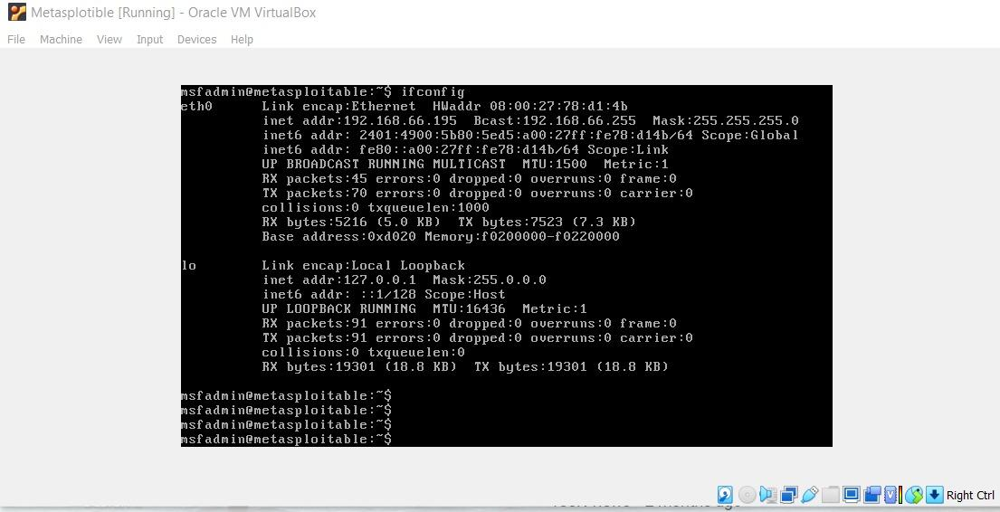 Metasplotible [Running] - Oracle VM VirtualBox
File Machine View Input Devices Help
msfadmin@metasploitable:~$ ifconfig
eth0 Link encap:Ethernet HWaddr 08:00:27:78:d1:4b
inet addr:192.168.66.195 Bcast:192.168.66.255 Mask:255.255.255.0
inet6 addr: 2401:4900:5b80:5ed5:a00:27ff:fe78:d14b/64 Scope:Global
inet6 addr: fe80::a00:27ff:fe78:d14b/64 Scope:Link
UP BROADCAST RUNNING MULTICAST MTU:1500 Metric:1
RX packets:45 errors:0 dropped:0 overruns:0 frame:0
TX packets:70 errors:0 dropped:0 overruns:0 carrier:0
collisions:0 txqueuelen:1000
RX bytes:5216 (5.0 KB) TX bytes:7523 (7.3 KB)
Base address:0xd020 Memory:f0200000-f0220000
lo Link encap:Local Loopback
inet addr:127.0.0.1 Mask:255.0.0.0
inet6 addr: ::1/128 Scope:Host
UP LOOPBACK RUNNING MTU:16436 Metric:1
RX packets:91 errors:0 dropped:0 overruns:0 frame:0
TX packets:91 errors:0 dropped:0 overruns:0 carrier:0
collisions:0 txqueuelen:0
RX bytes:19301 (18.8 KB) TX bytes:19301 (18.8 KB)
msfadmin@metasploitable:~$
msfadmin@metasploitable:~$
msfadmin@metasploitable:~$
msfadmin@metasploitable:~$
Right Ctrl